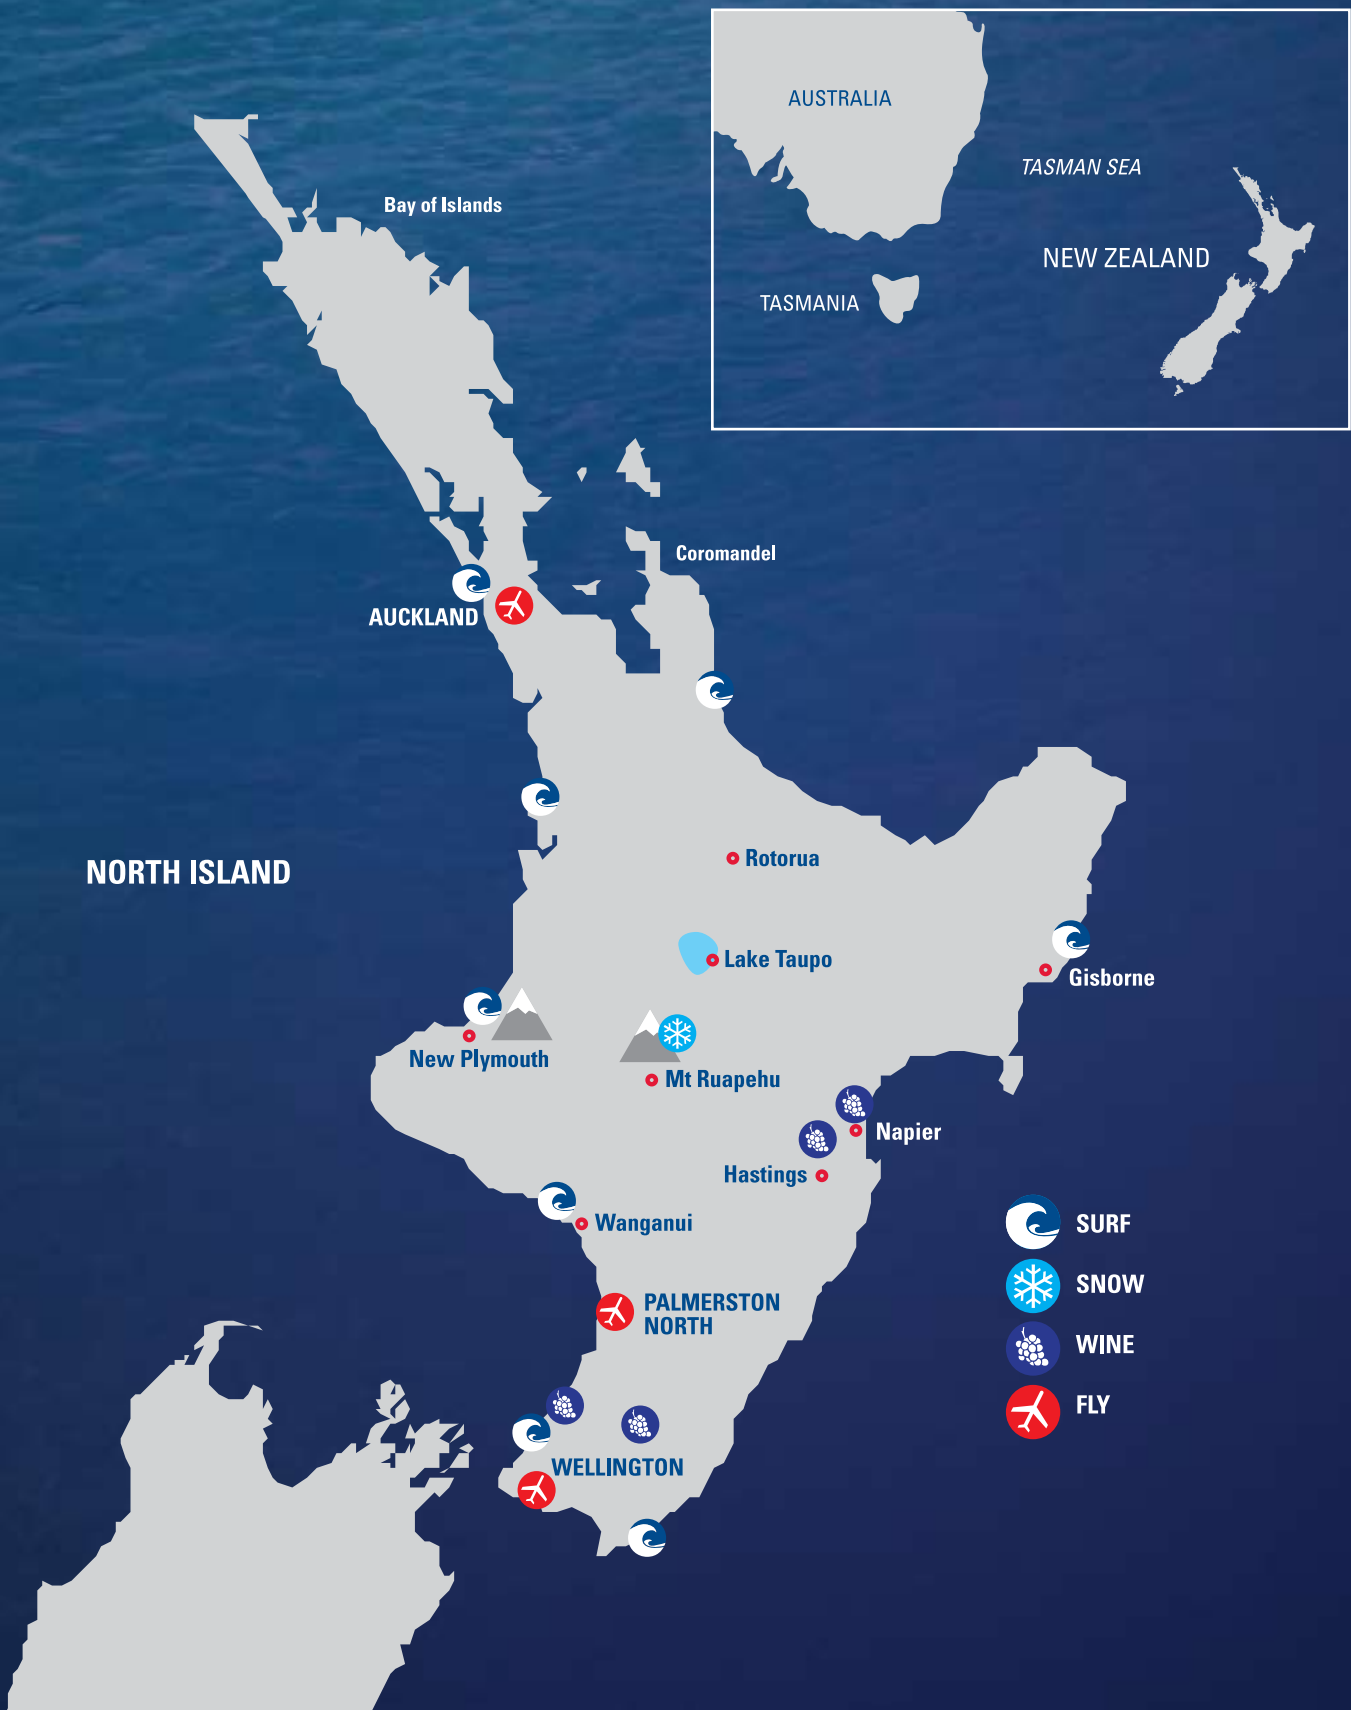 AUSTRALIA
TASMAN SEA
Bay of Islands
NEW ZEALAND
TASMANIA
Coromandel
AUCKLAND
NORTH ISLAND
Rotorua
Lake Taupo
Gisborne
New Plymouth
Mt Ruapehu
Napier
Hastings
Wanganui
PALMERSTON
NORTH
WELLINGTON
SURF
SNOW
WINE
FLY